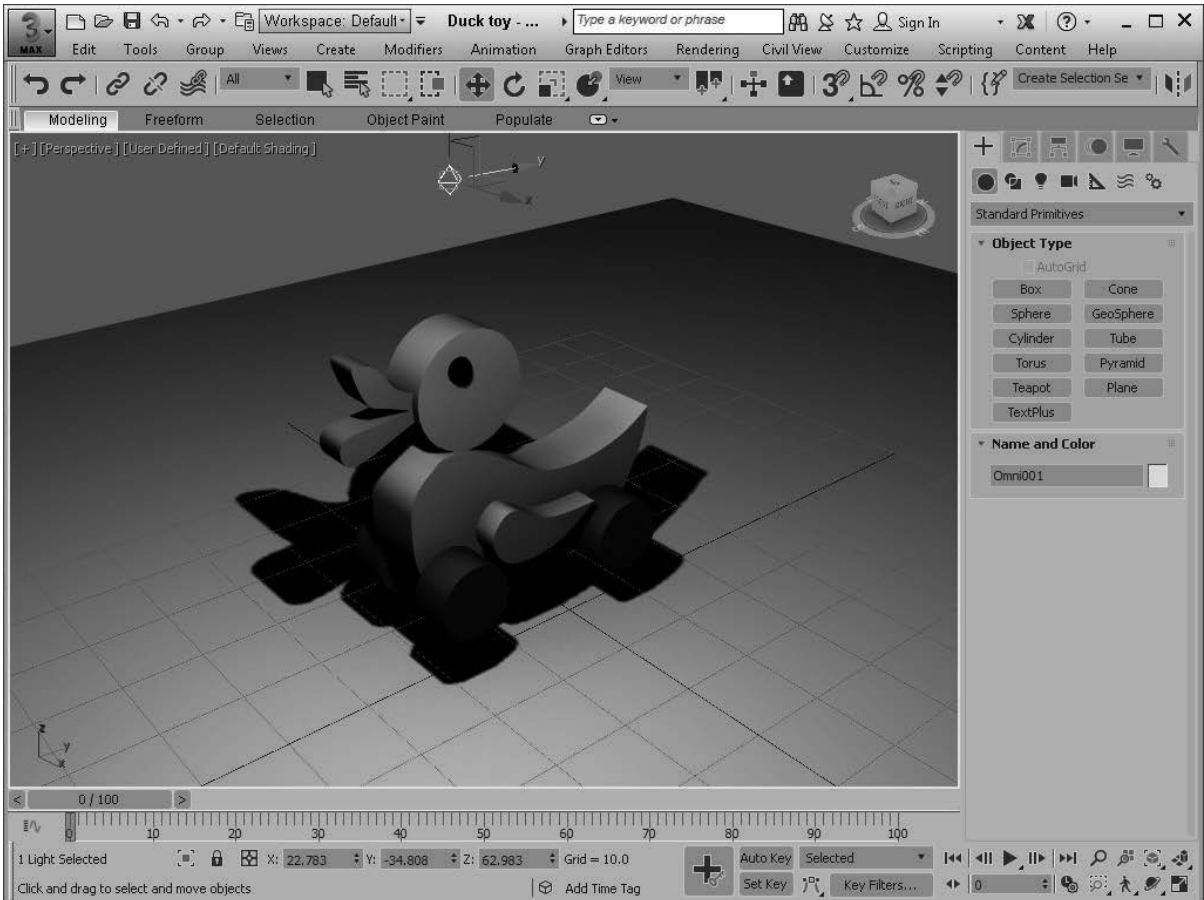 3 MAX Workspace: Default Duck toy - ... Type a keyword or phrase Sign In
Edit Tools Group Views Create Modifiers Animation Graph Editors Rendering Civil View Customize Scripting Content Help
All View 3 Create Selection Se
Modeling Freeform Selection Object Paint Populate
[+] [Perspective ] [User Defined ] [Default Shading ]
y
x
Standard Primitives
Object Type
AutoGrid
Box Cone
Sphere GeoSphere
Cylinder Tube
Torus Pyramid
Teapot Plane
TextPlus
Name and Color
Omni001
z
y
x
< 0 / 100 >
0 10 20 30 40 50 60 70 80 90 100
1 Light Selected X: 22.783 Y: -34.808 Z: 62.983 Grid = 10.0 Auto Key Selected
Click and drag to select and move objects Add Time Tag Set Key Key Filters... 0